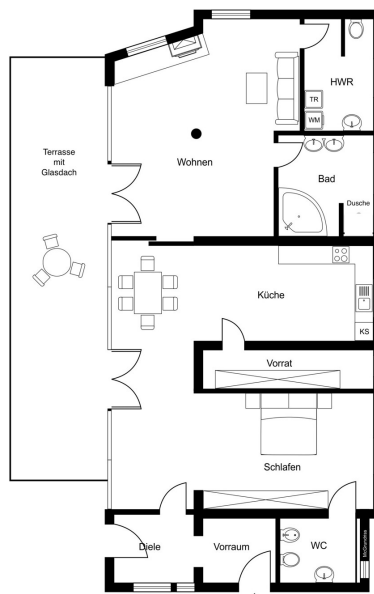 HWR
TR
WM
Terrasse
mit
Glasdach
Wohnen
Bad
Dusche
Küche
KS
Vorrat
Schlafen
Diele
Vorraum
WC